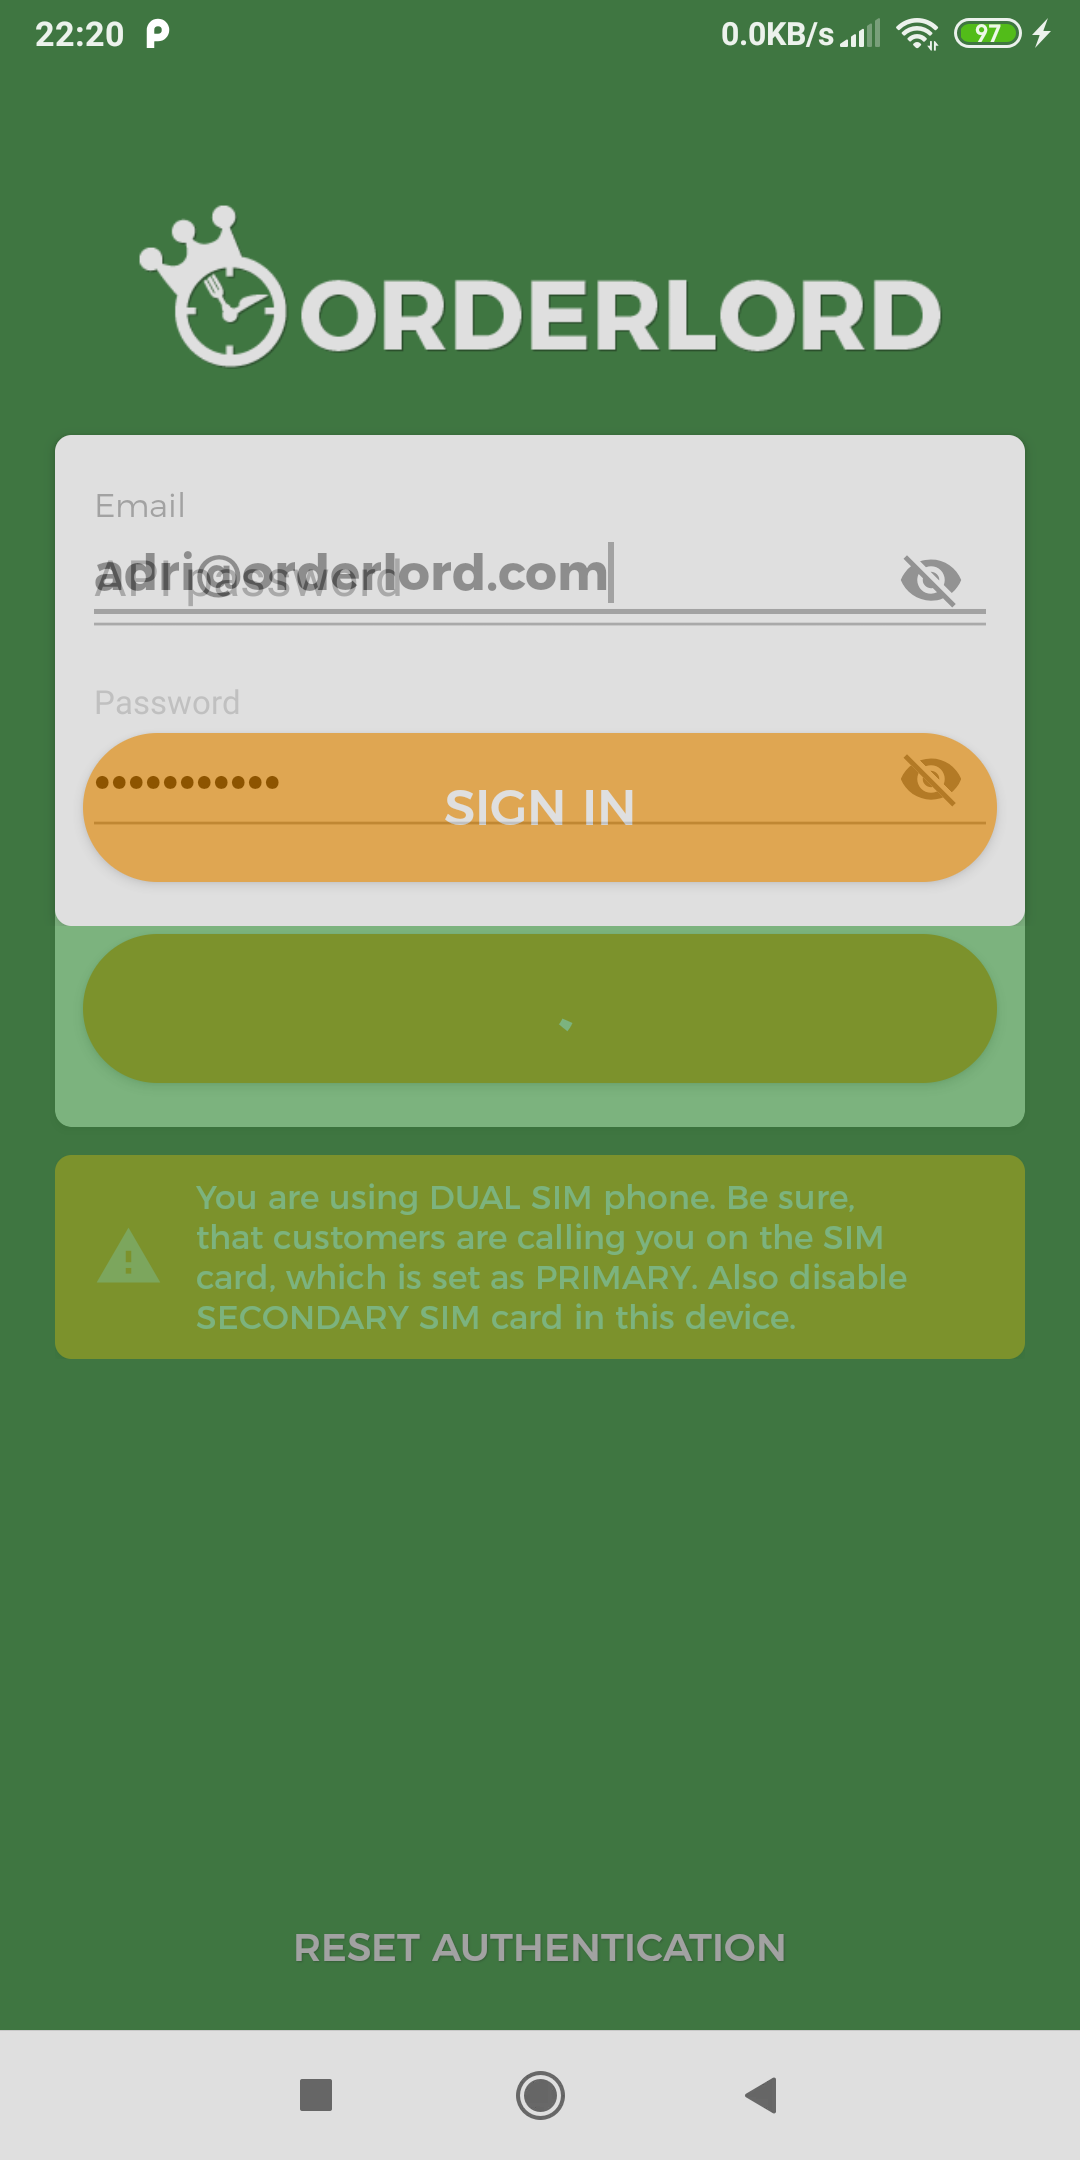 22:20
0.0KB/s
97
ORDERLORD
Email
adri@orderlord.com
API password
Password
•••••••••••
SIGN IN
You are using DUAL SIM phone. Be sure,
that customers are calling you on the SIM
card, which is set as PRIMARY. Also disable
SECONDARY SIM card in this device.
RESET AUTHENTICATION